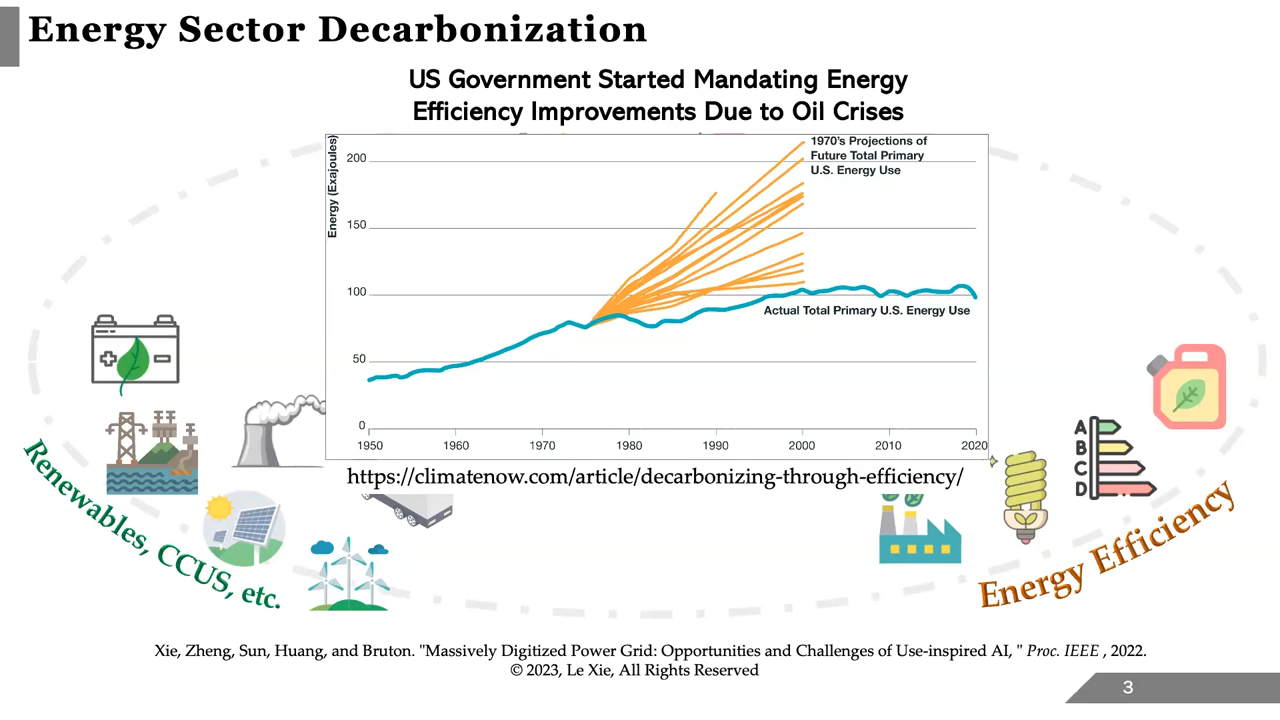 Energy Sector Decarbonization
US Government Started Mandating Energy
Efficiency Improvements Due to Oil Crises
Energy (Exajoules)
200
150
100
50
0
1950
1960
1970
1980
1990
2000
2010
2020
1970's Projections of
Future Total Primary
U.S. Energy Use
Actual Total Primary U.S. Energy Use
https://climatenow.com/article/decarbonizing-through-efficiency/
A
B
C
D
Renewables, CCUS, etc.
Energy Efficiency
Xie, Zheng, Sun, Huang, and Bruton. "Massively Digitized Power Grid: Opportunities and Challenges of Use-inspired AI, " Proc. IEEE , 2022.
© 2023, Le Xie, All Rights Reserved
3